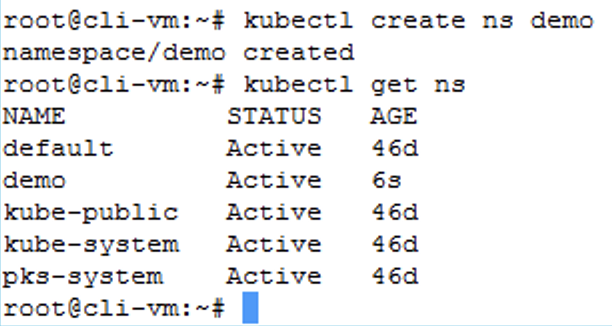 root@cli-vm:~# kubectl create ns demo
namespace/demo created
root@cli-vm:~# kubectl get ns
NAME          STATUS   AGE
default       Active   46d
demo          Active   6s
kube-public   Active   46d
kube-system   Active   46d
pks-system    Active   46d
root@cli-vm:~#